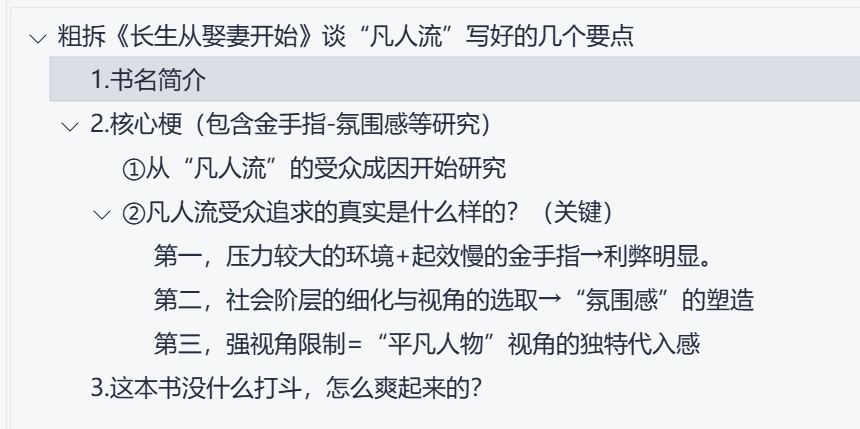 粗拆《长生从娶妻开始》谈“凡人流”写好的几个要点
1.书名简介
2.核心梗（包含金手指-氛围感等研究）
①从“凡人流”的受众成因开始研究
②凡人流受众追求的真实是什么样的？（关键）
第一，压力较大的环境+起效慢的金手指→利弊明显。
第二，社会阶层的细化与视角的选取→“氛围感”的塑造
第三，强视角限制=“平凡人物”视角的独特代入感
3.这本书没什么打斗，怎么爽起来的？